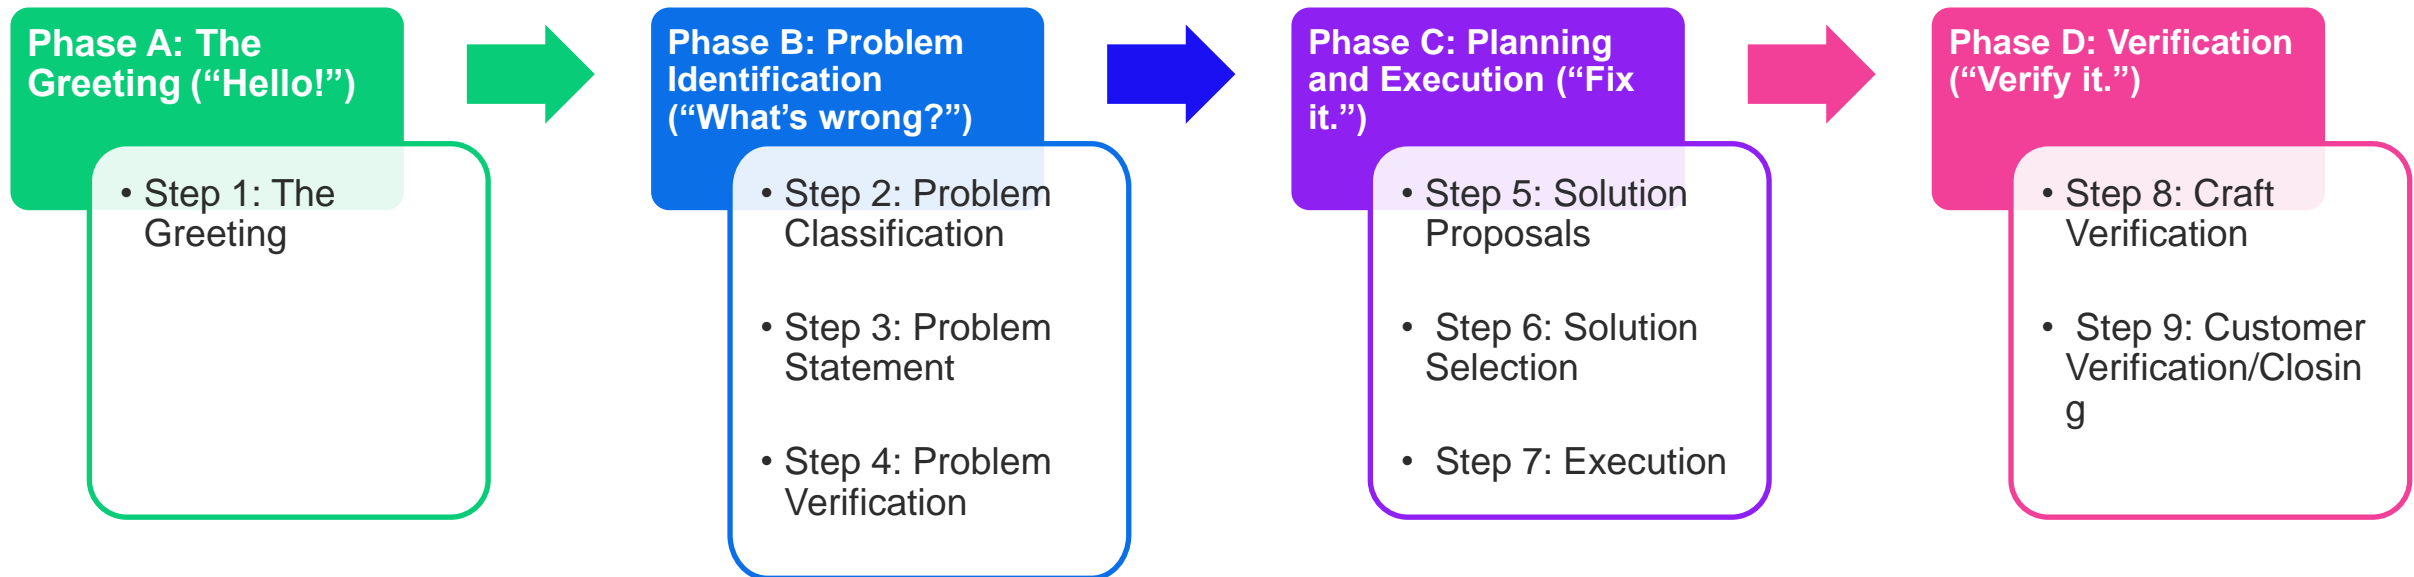 Phase A: The
Greeting (“Hello!”)
• Step 1: The
Greeting
Phase B: Problem
Identification
(“What’s wrong?”)
• Step 2: Problem
Classification
• Step 3: Problem
Statement
• Step 4: Problem
Verification
Phase C: Planning
and Execution (“Fix
it.”)
• Step 5: Solution
Proposals
• Step 6: Solution
Selection
• Step 7: Execution
Phase D: Verification
(“Verify it.”)
• Step 8: Craft
Verification
• Step 9: Customer
Verification/Closin
g